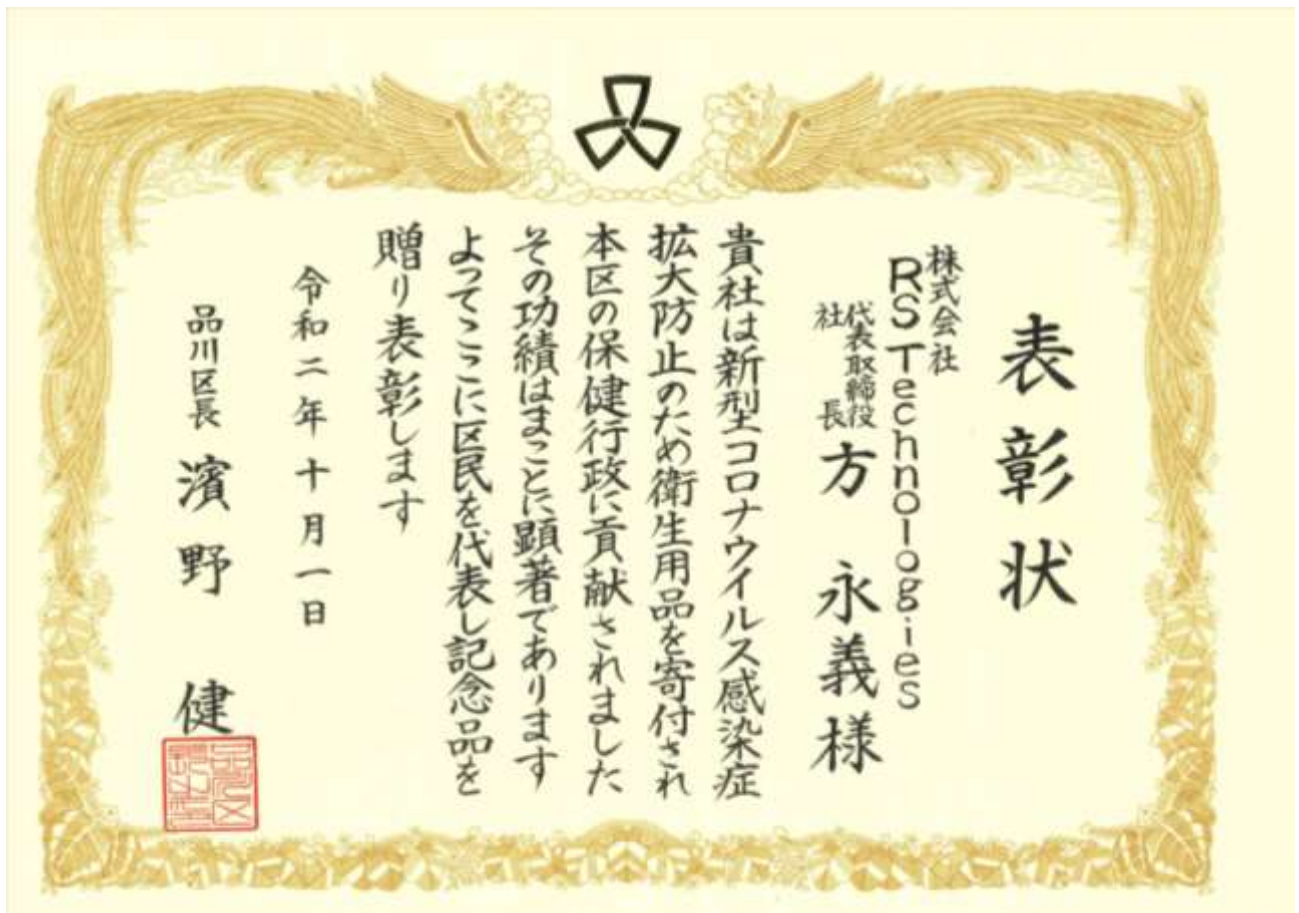 表彰状
株式会社
RS Technologies
代表取締役
社長
方 永義様
貴社は新型コロナウイルス感染症
拡大防止のため衛生用品を寄付され
本区の保健行政に貢献されました
その功績はまことに顕著であります
よってここに区民を代表し記念品を
贈り表彰します
令和二年十月一日
品川区長 濱野 健